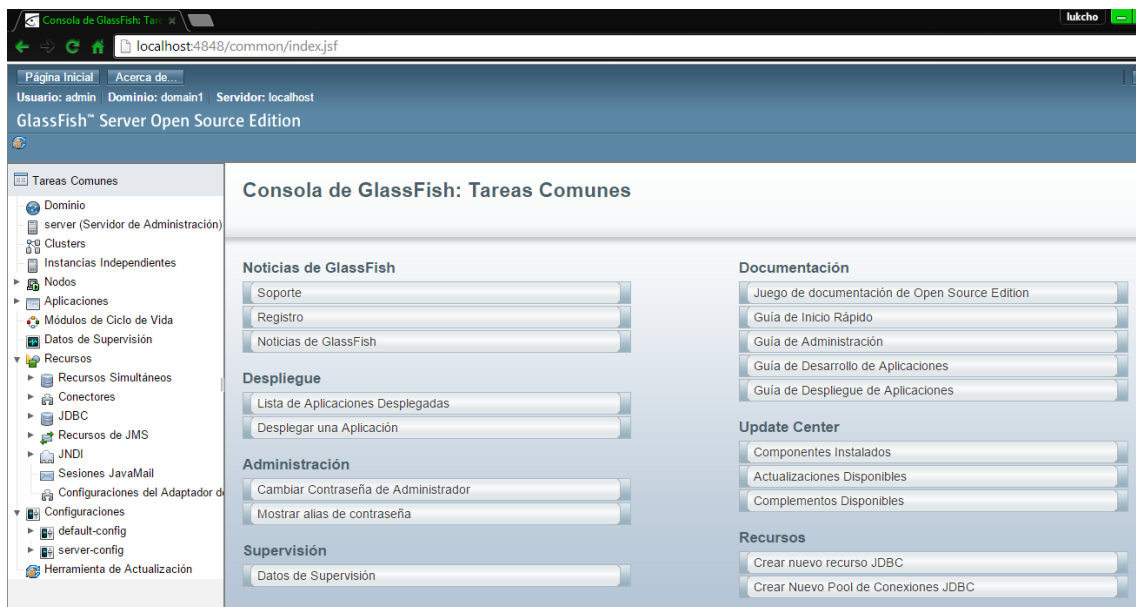 Consola de GlassFish: Tare
lukcho
localhost:4848/common/index.jsf
Página Inicial Acerca de...
Usuario: admin Dominio: domain1 Servidor: localhost
GlassFish™ Server Open Source Edition
Tareas Comunes
Dominio
server (Servidor de Administración)
Clusters
Instancias Independientes
Nodos
Aplicaciones
Módulos de Ciclo de Vida
Datos de Supervisión
Recursos
Recursos Simultáneos
Conectores
JDBC
Recursos de JMS
JNDI
Sesiones JavaMail
Configuraciones del Adaptador d
Configuraciones
default-config
server-config
Herramienta de Actualización
Consola de GlassFish: Tareas Comunes
Noticias de GlassFish
Soporte
Registro
Noticias de GlassFish
Despliegue
Lista de Aplicaciones Desplegadas
Desplegar una Aplicación
Administración
Cambiar Contraseña de Administrador
Mostrar alias de contraseña
Supervisión
Datos de Supervisión
Documentación
Juego de documentación de Open Source Edition
Guía de Inicio Rápido
Guía de Administración
Guía de Desarrollo de Aplicaciones
Guía de Despliegue de Aplicaciones
Update Center
Componentes Instalados
Actualizaciones Disponibles
Complementos Disponibles
Recursos
Crear nuevo recurso JDBC
Crear Nuevo Pool de Conexiones JDBC